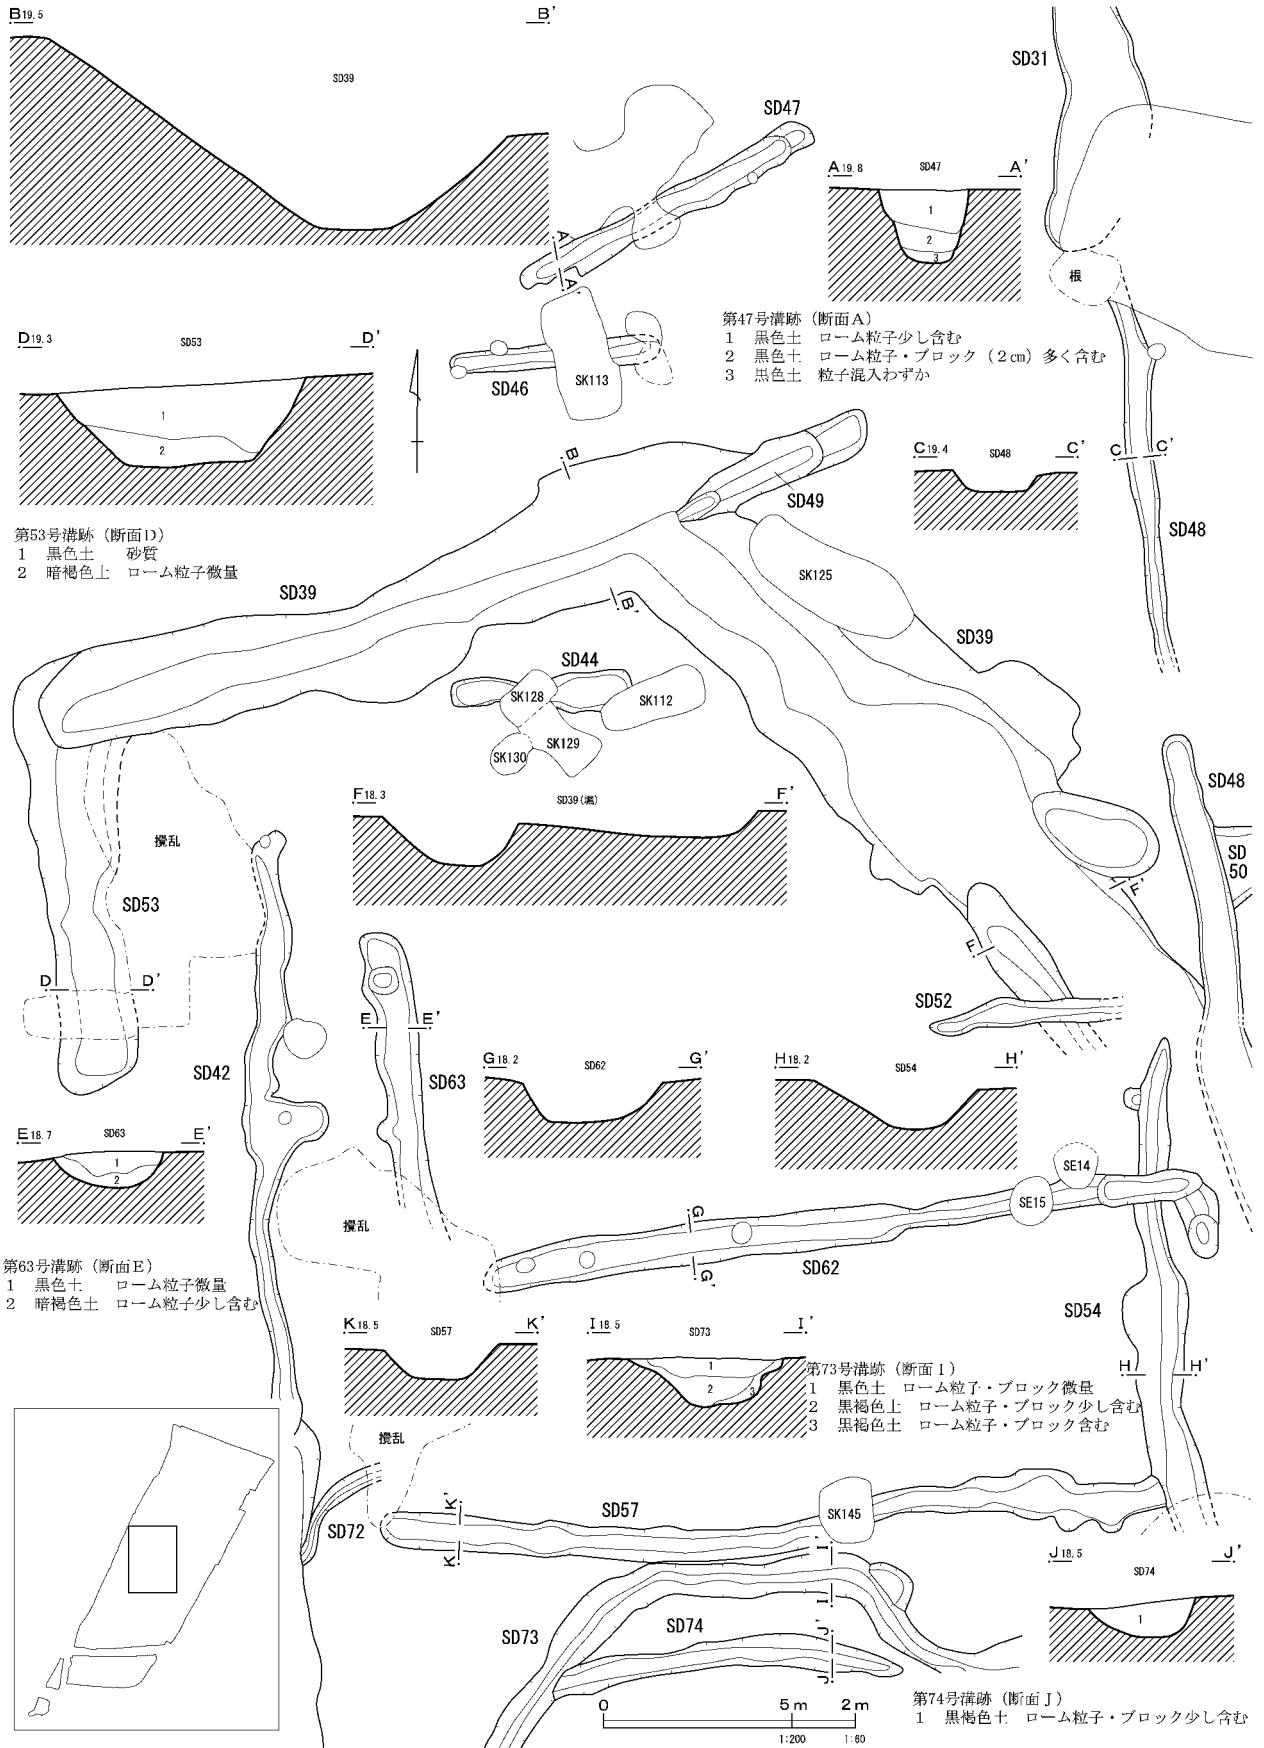 B19.5
B'
SD39
SD47
SD31
A19.8
SD47
A'
1
2
3
A
A'
根
D19.3
SD53
D'
1
2
SD46
SK113
第47号溝跡（断面A）
1 黒色土 ローム粒子少し含む
2 黒色土 ローム粒子・ブロック（2㎝）多く含む
3 黒色土 粒子混入わずか
B
C19.4
SD48
C'
C
C'
SD49
SD48
第53号溝跡（断面D）
1 黒色土 砂質
2 暗褐色土 ローム粒子微量
SD39
SK125
B'
SD39
SD44
SK128
SK112
SK129
SK130
F18.3
SD39(堀)
F'
SD48
SD
50
攪乱
SD53
F'
F
D
D'
SD52
E
E'
SD42
SD63
G18.2
SD62
G'
H18.2
SD54
H'
E18.7
SD63
E'
1
2
SE14
SE15
G
G'
攪乱
SD62
第63号溝跡（断面E）
1 黒色土 ローム粒子微量
2 暗褐色土 ローム粒子少し含む
SD54
K18.5
SD57
K'
I18.5
SD73
I'
1
2
3
H
H'
第73号溝跡（断面I）
1 黒色土 ローム粒子・ブロック微量
2 黒褐色土 ローム粒子・ブロック少し含む
3 黒褐色土 ローム粒子・ブロック含む
攪乱
K'
K
SD57
SK145
SD72
I'
I
J18.5
SD74
J'
1
SD73
SD74
J'
J
0
5m
2m
1:200
1:60
第74号溝跡（断面J）
1 黒褐色土 ローム粒子・ブロック少し含む